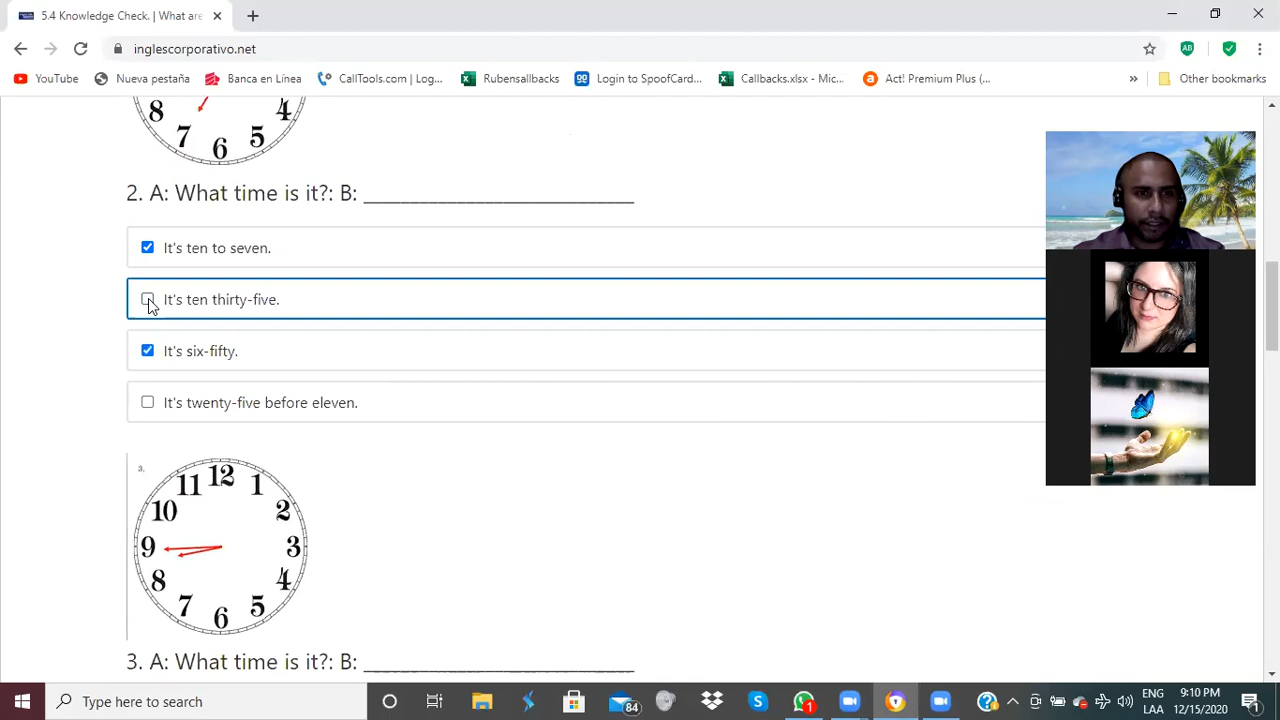 5.4 Knowledge Check. | What are
inglescorporativo.net
YouTube Nueva pestaña Banca en Línea CallTools.com | Log... Rubensallbacks Login to SpoofCard... Callbacks.xlsx - Mic... Act! Premium Plus (... » Other bookmarks
8 7 6 5 4
2. A: What time is it?: B: ______________________________
It's ten to seven.
It's ten thirty-five.
It's six-fifty.
It's twenty-five before eleven.
3.
11 12 1
10 2
9 3
8 4
7 6 5
3. A: What time is it?: B: ______________________________
Type here to search
84
1
ENG
LAA
9:10 PM
12/15/2020
1